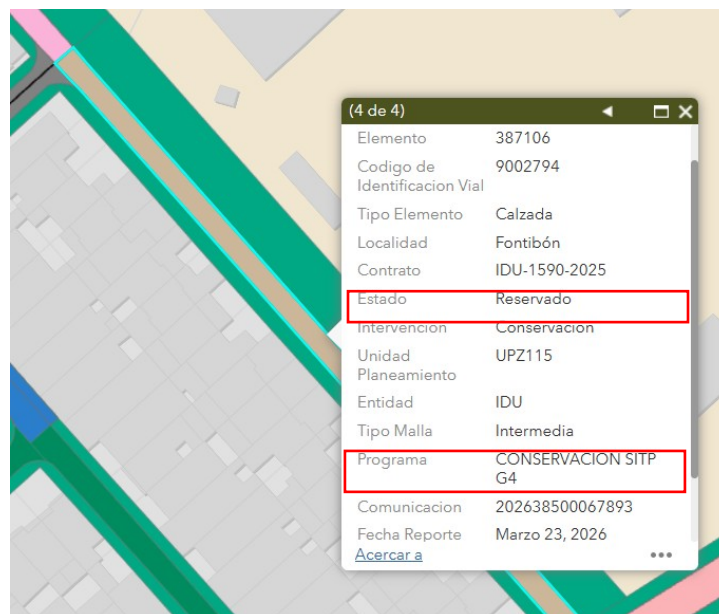 (4 de 4)
Elemento 387106
Codigo de 9002794
Identificacion Vial
Tipo Elemento Calzada
Localidad Fontibón
Contrato IDU-1590-2025
Estado Reservado
Intervencion Conservacion
Unidad UPZ115
Planeamiento
Entidad IDU
Tipo Malla Intermedia
Programa CONSERVACION SITP
G4
Comunicacion 202638500067893
Fecha Reporte Marzo 23, 2026
Acercar a